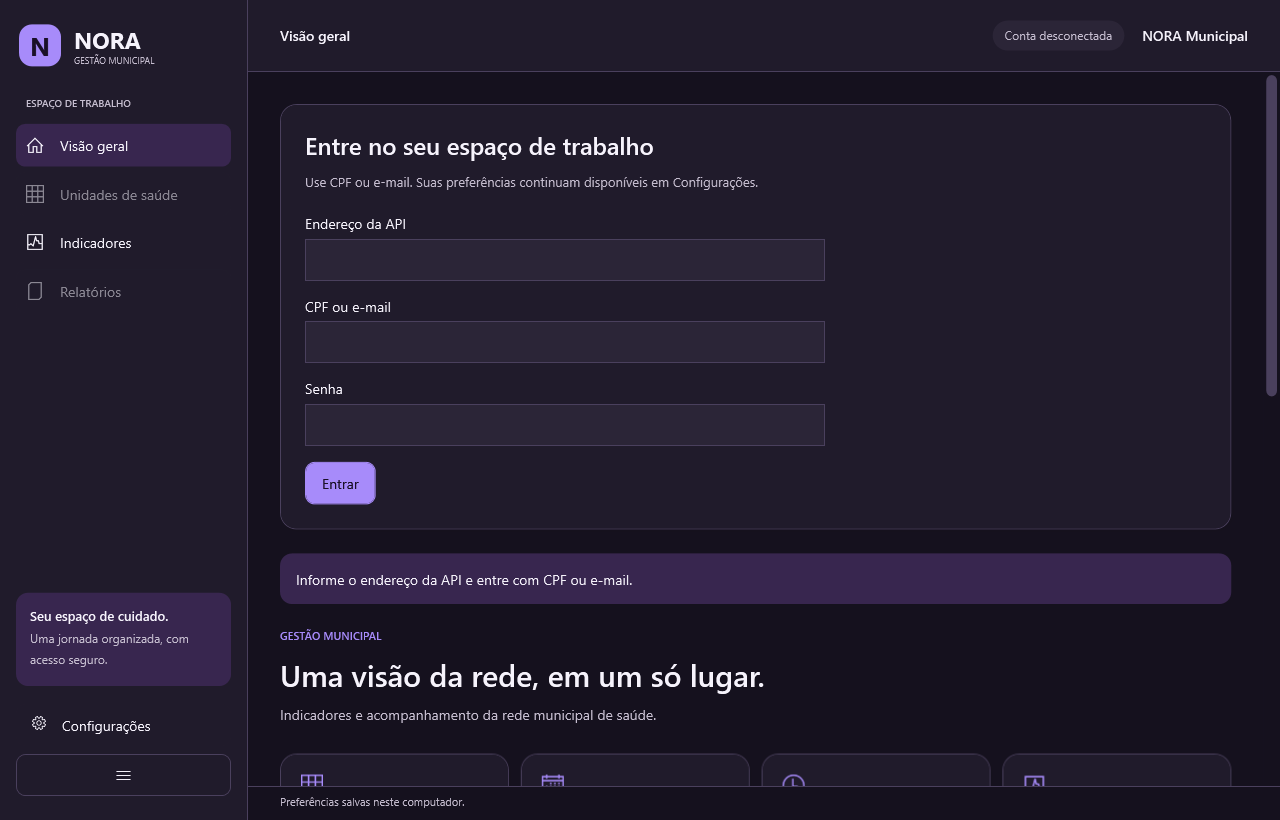 N
NORA
GESTÃO MUNICIPAL
ESPAÇO DE TRABALHO
Visão geral
Unidades de saúde
Indicadores
Relatórios
Seu espaço de cuidado.
Uma jornada organizada, com
acesso seguro.
Configurações
Visão geral
Conta desconectada
NORA Municipal
Entre no seu espaço de trabalho
Use CPF ou e-mail. Suas preferências continuam disponíveis em Configurações.
Endereço da API
CPF ou e-mail
Senha
Entrar
Informe o endereço da API e entre com CPF ou e-mail.
GESTÃO MUNICIPAL
Uma visão da rede, em um só lugar.
Indicadores e acompanhamento da rede municipal de saúde.
Preferências salvas neste computador.